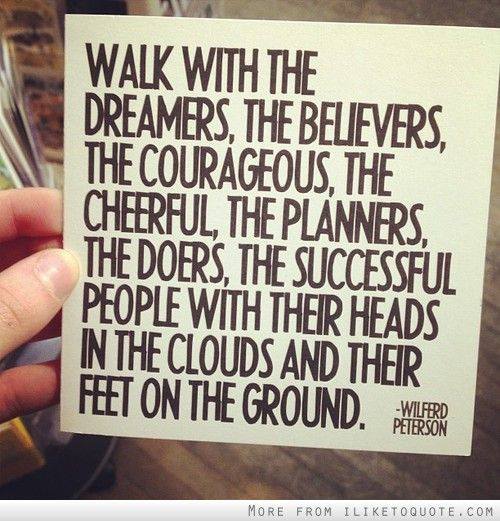 WALK WITH THE
DREAMERS, THE BELIEVERS,
THE COURAGEOUS, THE
CHEERFUL, THE PLANNERS,
THE DOERS, THE SUCCESSFUL
PEOPLE WITH THEIR HEADS
IN THE CLOUDS AND THEIR
FEET ON THE GROUND.
-WILFERD
PETERSON
MORE FROM ILIKETOQUOTE.COM